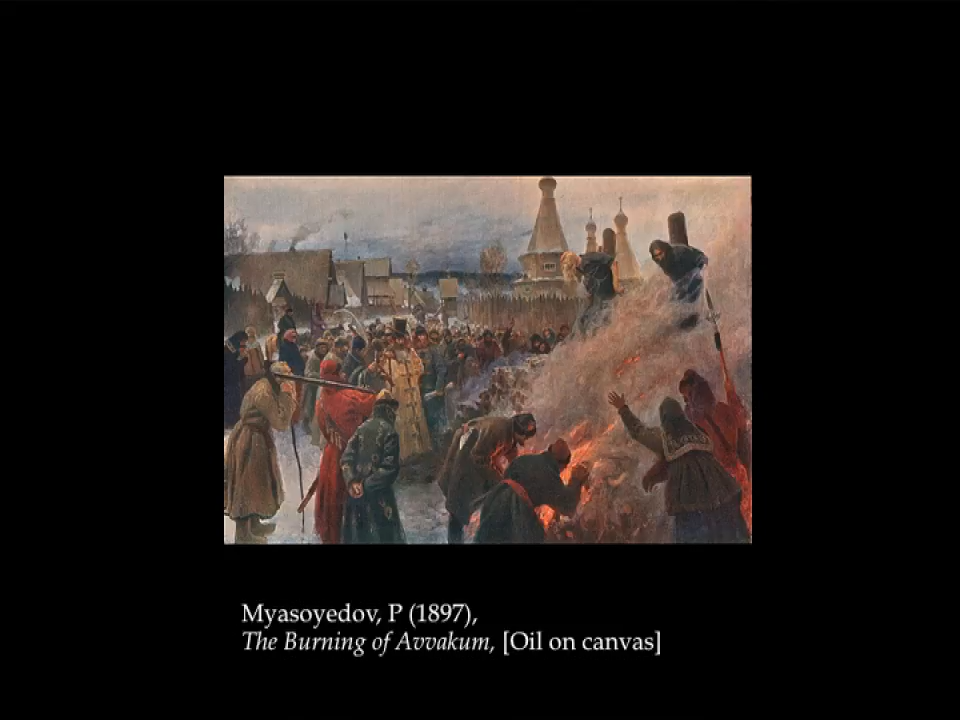 Myasoyedov, P (1897),
The Burning of Avvakum, [Oil on canvas]